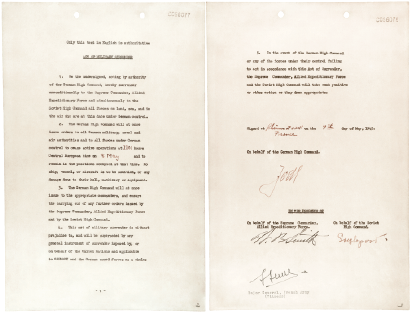 Only this text in English is authoritative
ACT OF MILITARY SURRENDER
1. We the undersigned, acting by authority
of the German High Command, hereby surrender
unconditionally to the Supreme Commander, Allied
Expeditionary Force and simultaneously to the
Soviet High Command all forces on land, sea, and in
the air who are at this date under German control.
2. The German High Command will at once
issue orders to all German military, naval and
air authorities and to all forces under German
control to cease active operations at
Central European time on 8 May and to
remain in the positions occupied at that time. No
ship, vessel, or aircraft is to be scuttled, or any
damage done to their hull, machinery or equipment.
3. The German High Command will at once
issue to the appropriate commanders, and ensure
the carrying out of any further orders issued by
the Supreme Commander, Allied Expeditionary Force
and by the Soviet High Command.
4. This act of military surrender is without
prejudice to, and will be superseded by any
general instrument of surrender imposed by, or
on behalf of the United Nations and applicable
to GERMANY and the German armed forces as a whole.
- 1 -
5. In the event of the German High Command
or any of the forces under their control failing
to act in accordance with this Act of Surrender,
the Supreme Commander, Allied Expeditionary Force
and the Soviet High Command will take such punitive
or other action as they deem appropriate.
Signed at on the 7th day of May, 1945.
France
On behalf of the German High Command.
Jodl
IN THE PRESENCE OF
On behalf of the Supreme Commander,
Allied Expeditionary Force.
On behalf of the Soviet
High Command.
W. B. Smith
Major General, French Army
(Witness)